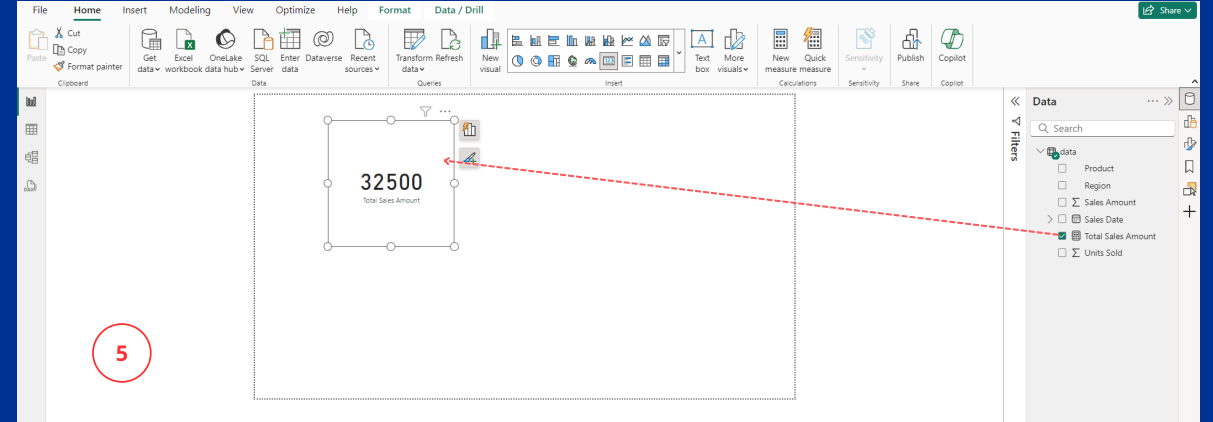 File Home Insert Modeling View Optimize Help Format Data / Drill Share
Paste
Cut
Copy
Format painter
Clipboard
Get data
Excel workbook
OneLake data hub
SQL Server
Enter data
Dataverse
Recent sources
Data
Transform data
Refresh
Queries
New visual
A
Text box
More visuals
Insert
New measure
Quick measure
Calculations
Sensitivity
Sensitivity
Publish
Share
Copilot
Copilot
32500
Total Sales Amount
5
Filters
Data
Search
data
Product
Region
Σ Sales Amount
Sales Date
Total Sales Amount
Σ Units Sold